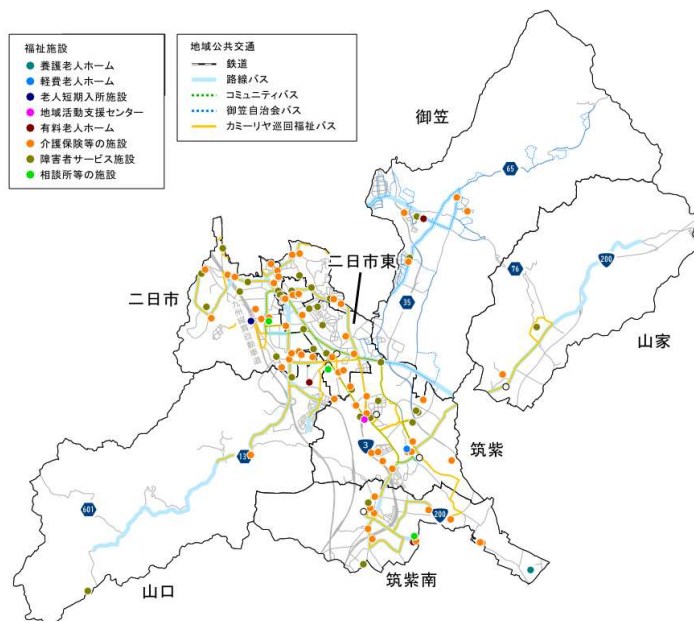 福祉施設
養護老人ホーム
軽費老人ホーム
老人短期入所施設
地域活動支援センター
有料老人ホーム
介護保険等の施設
障害者サービス施設
相談所等の施設
地域公共交通
鉄道
路線バス
コミュニティバス
御笠自治会バス
カミーリヤ巡回福祉バス
御笠
65
二日市東
200
76
二日市
35
山家
筑紫
3
13
601
200
山口
筑紫南